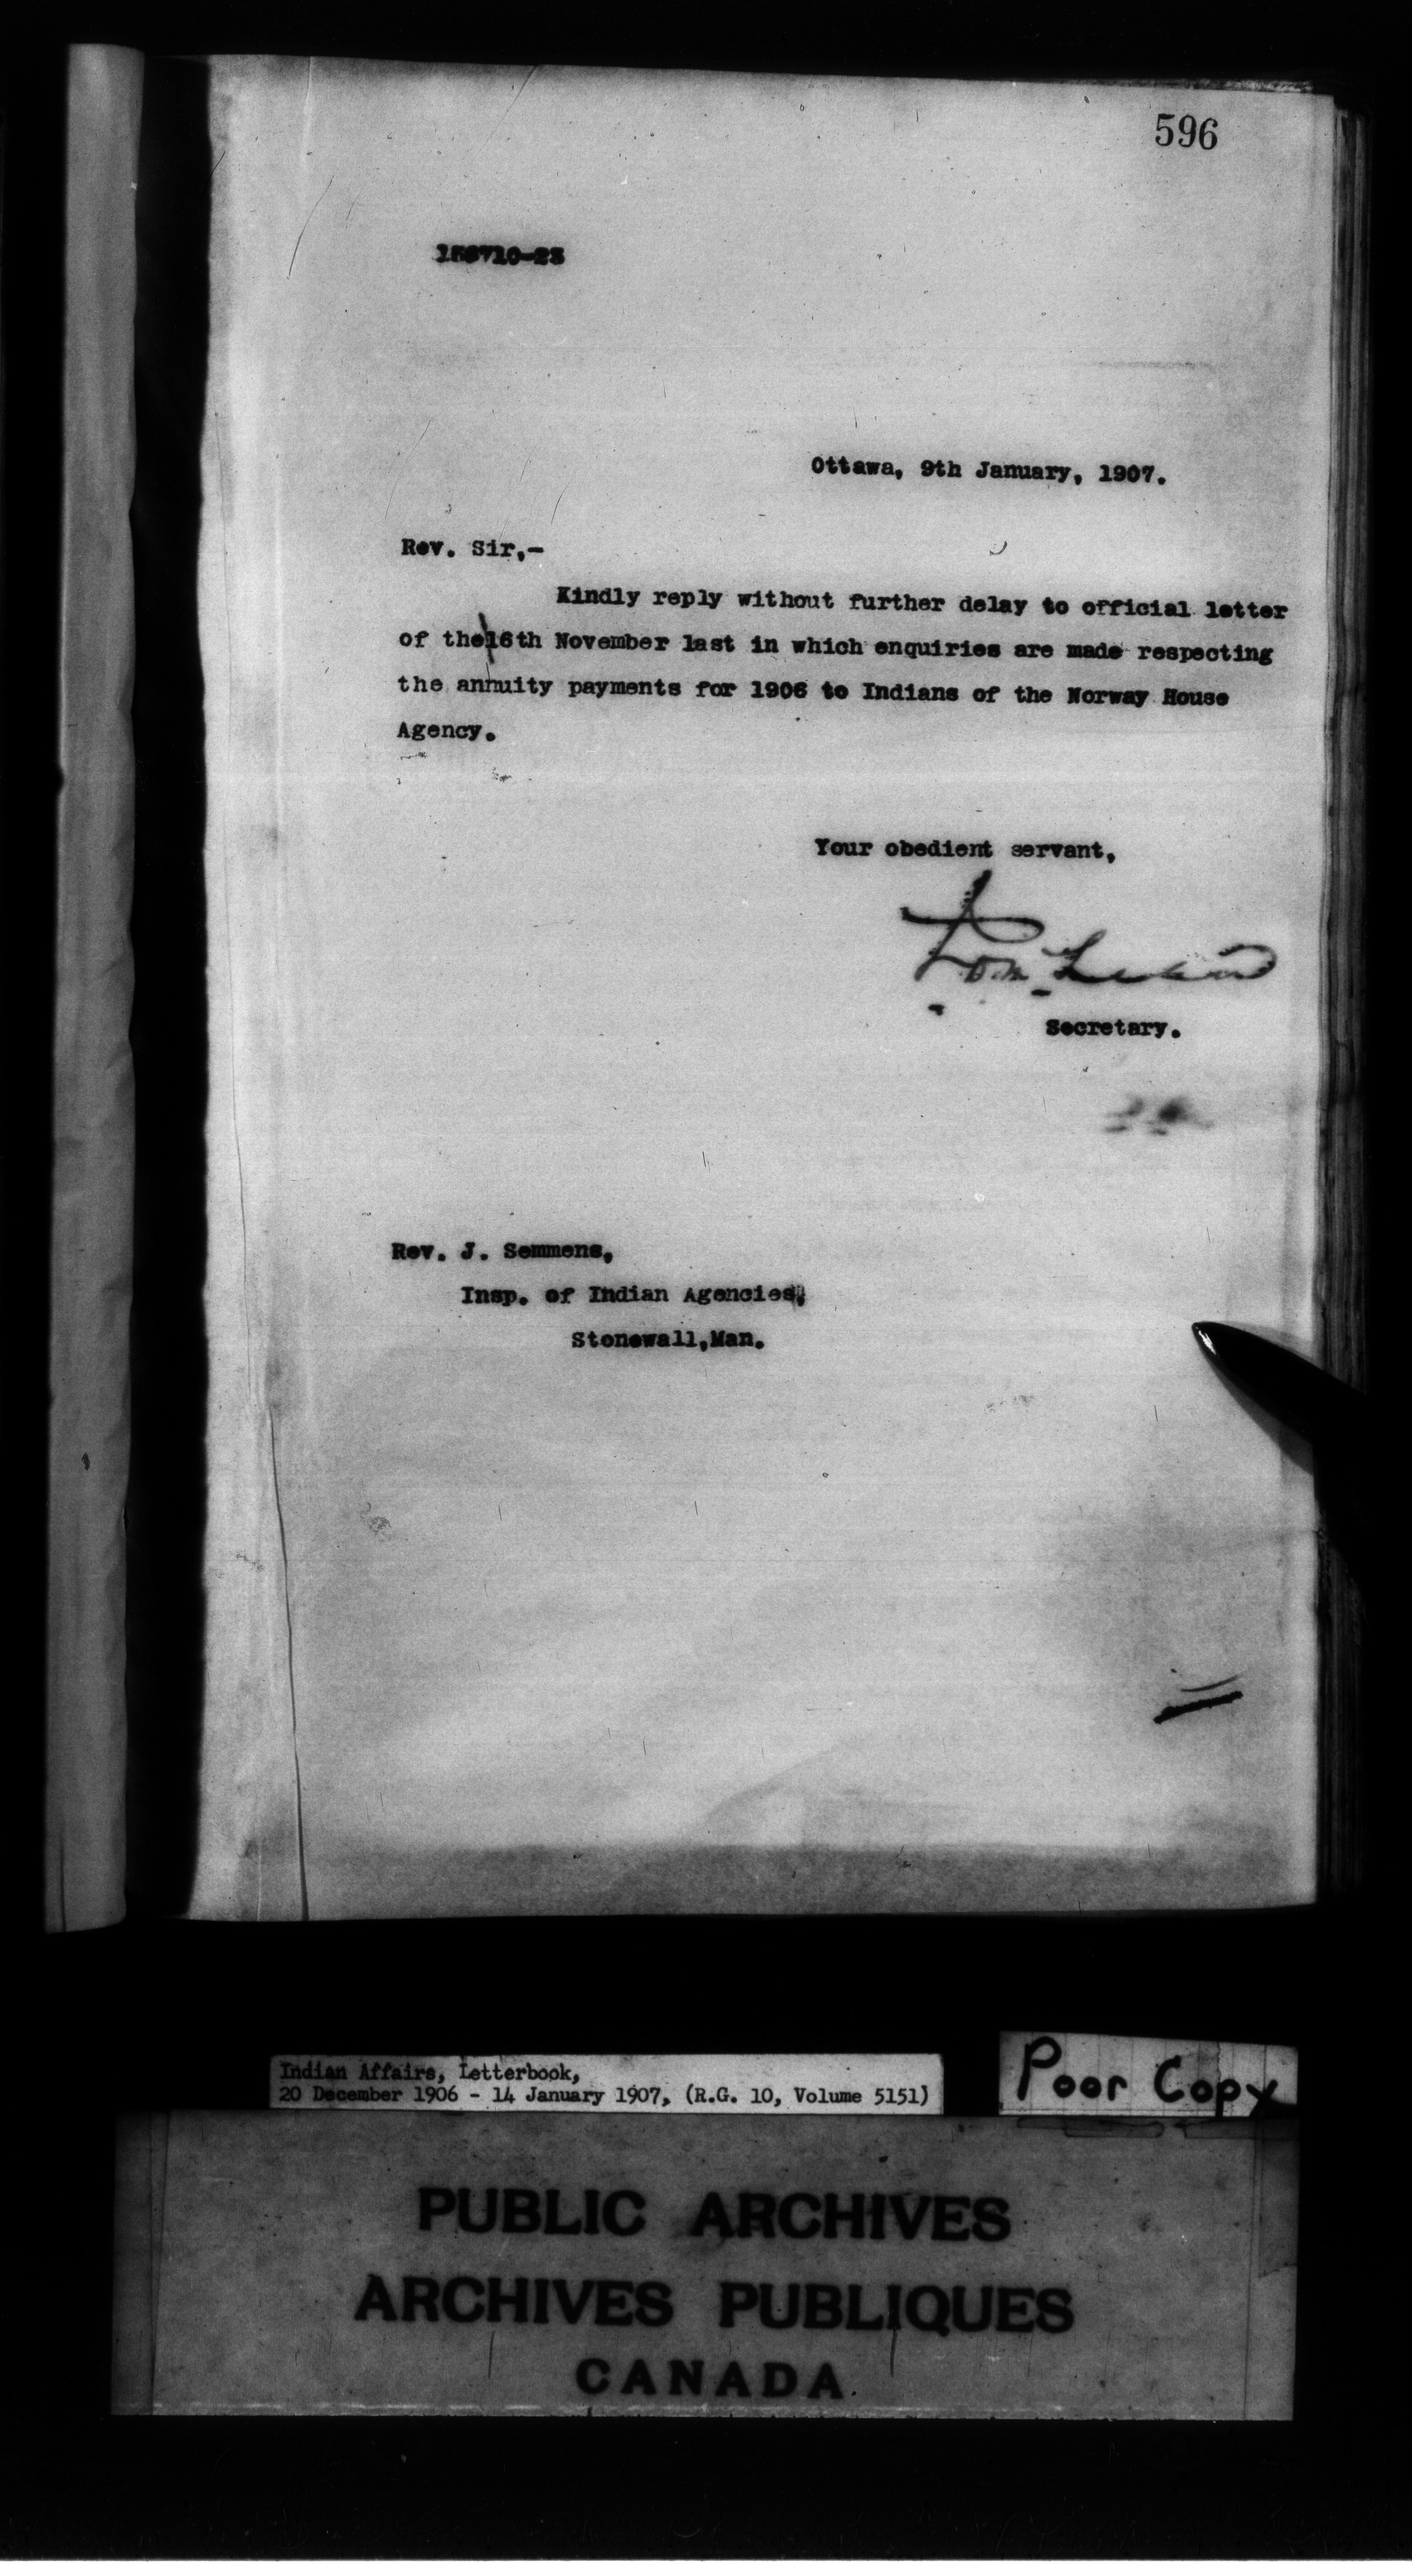 596
Ottawa, 9th January, 1907.
Rev. Sir,-
Kindly reply without further delay to official letter
of the 16th November last in which enquiries are made respecting
the annuity payments for 1906 to Indians of the Norway House
Agency.
Your obedient servant,
Secretary.
Rev. J. Semmens,
Insp. of Indian Agencies,
Stonewall,Man.
Indian Affairs, Letterbook,
20 December 1906 - 14 January 1907, (R.G. 10, Volume 5151)
Poor Copy
PUBLIC ARCHIVES
ARCHIVES PUBLIQUES
CANADA